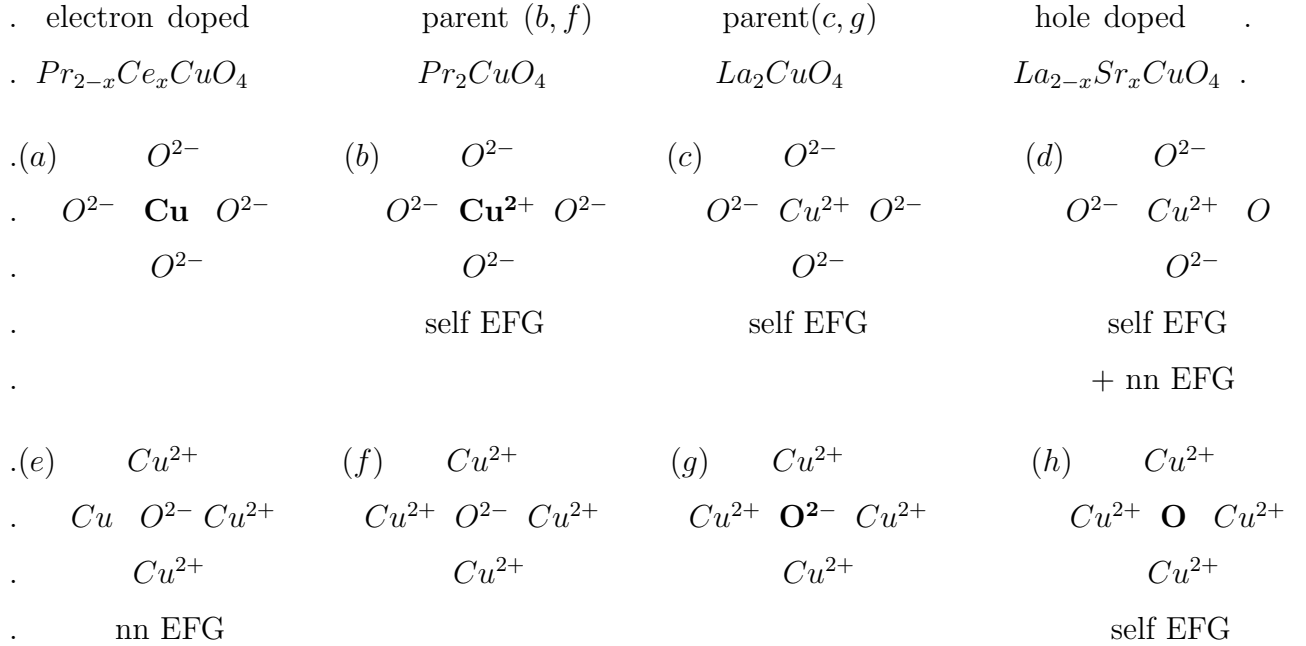 . electron doped parent (b, f) parent(c, g) hole doped .
. Pr₂₋ₓCeₓCuO₄ Pr₂CuO₄ La₂CuO₄ La₂₋ₓSrₓCuO₄ .
.(a) O²⁻ (b) O²⁻ (c) O²⁻ (d) O²⁻
. O²⁻ Cu O²⁻ O²⁻ Cu²⁺ O²⁻ O²⁻ Cu²⁺ O²⁻ O²⁻ Cu²⁺ O
. O²⁻ O²⁻ O²⁻ O²⁻
. self EFG self EFG self EFG
. + nn EFG
.(e) Cu²⁺ (f) Cu²⁺ (g) Cu²⁺ (h) Cu²⁺
. Cu O²⁻ Cu²⁺ Cu²⁺ O²⁻ Cu²⁺ Cu²⁺ O²⁻ Cu²⁺ Cu²⁺ O Cu²⁺
. Cu²⁺ Cu²⁺ Cu²⁺ Cu²⁺
. nn EFG self EFG